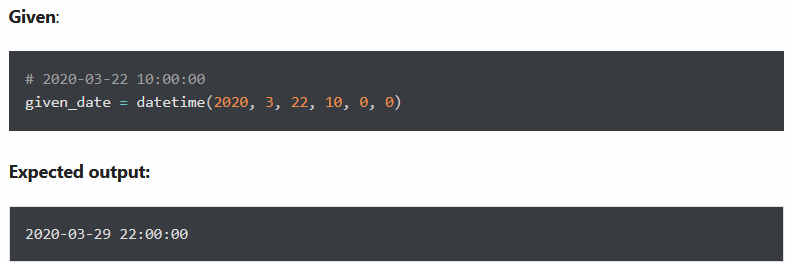 Given:
# 2020-03-22 10:00:00
given_date = datetime(2020, 3, 22, 10, 0, 0)
Expected output:
2020-03-29 22:00:00